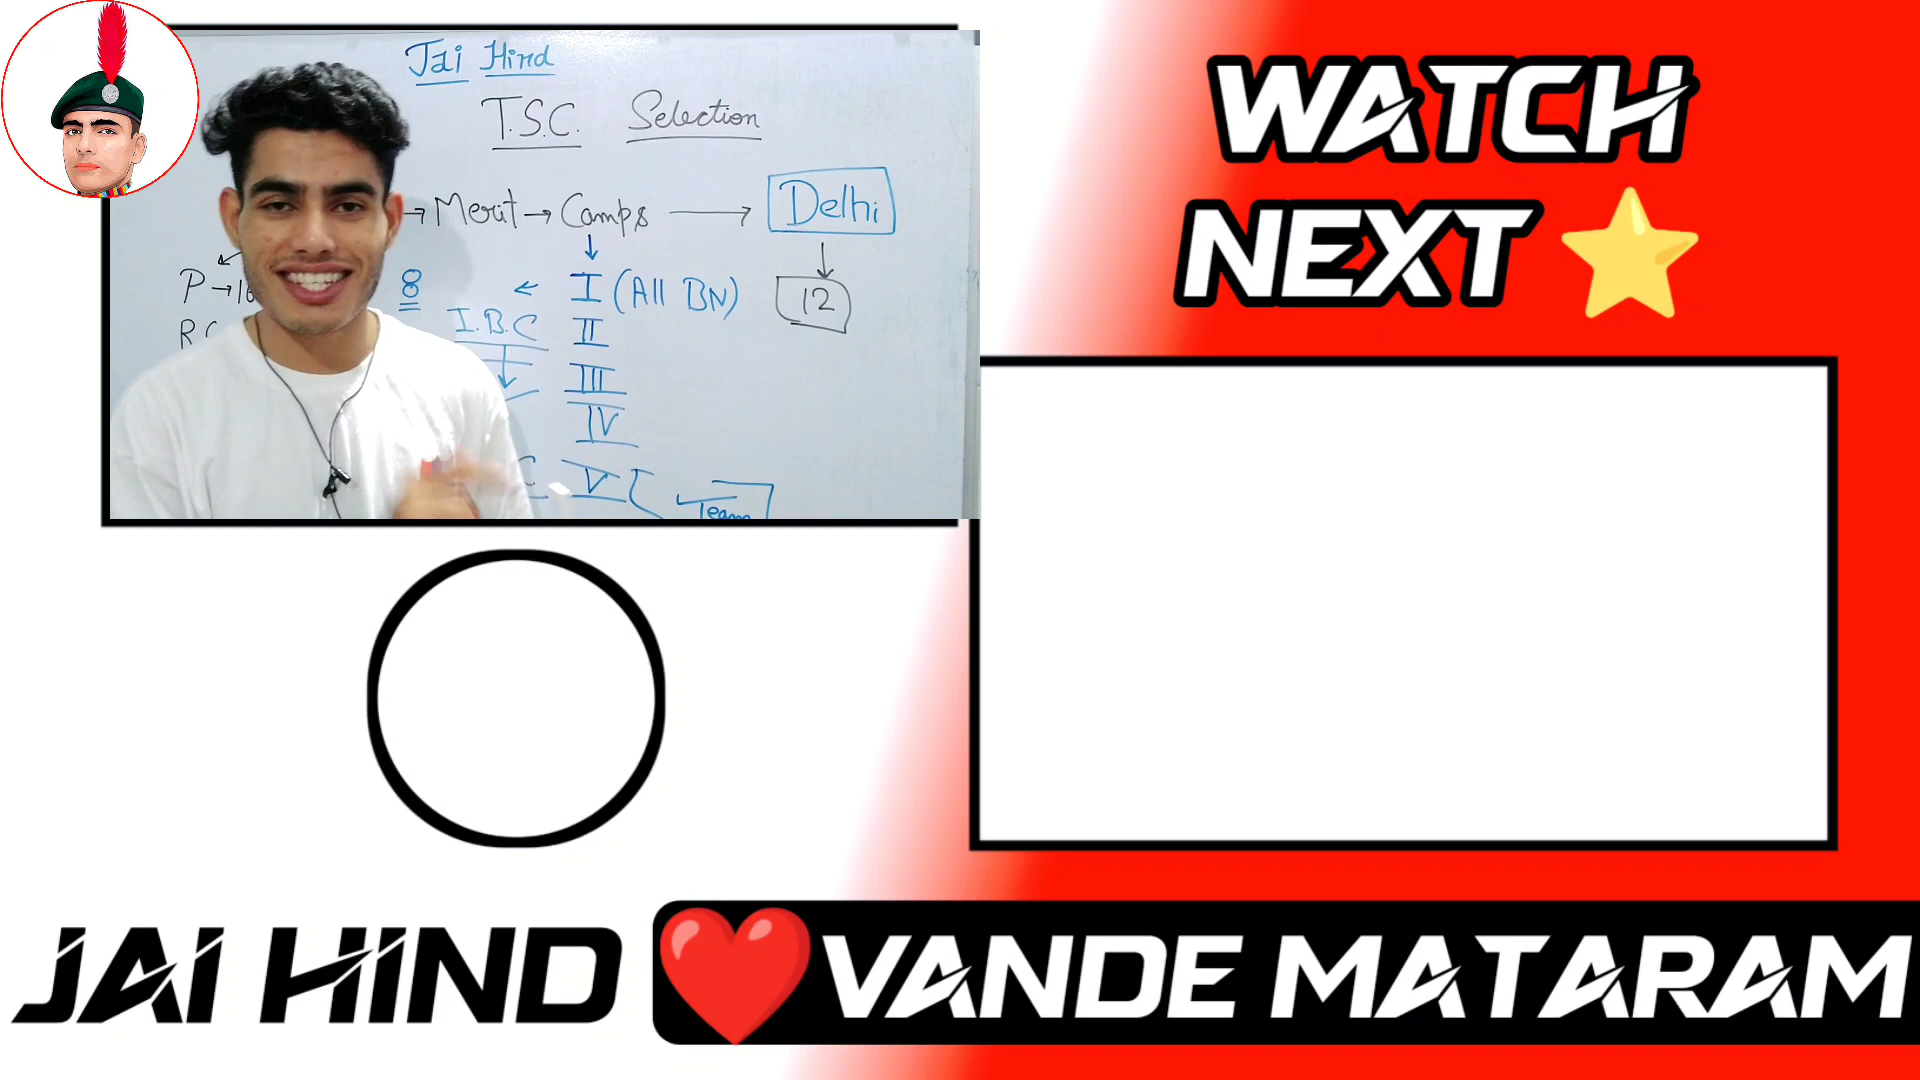 Jai Hind
T.S.C. Selection
→ Merit → Camps → Delhi
P → 8 ← I (All BN) 12
I.B.C II
III
IV
C V Team
WATCH
NEXT
JAI HIND VANDE MATARAM